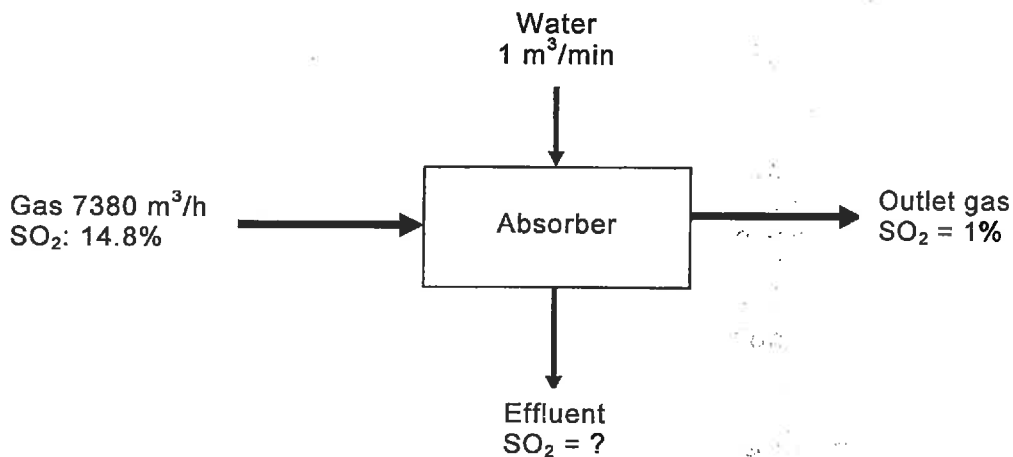 Water
1 m³/min
Gas 7380 m³/h
SO₂: 14.8%
Absorber
Outlet gas
SO₂ = 1%
Effluent
SO₂ = ?